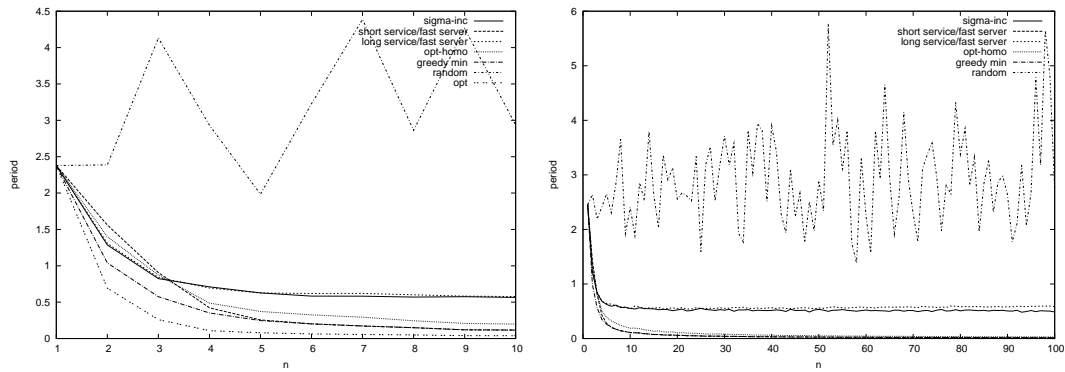 4.5
4
3.5
3
2.5
2
1.5
1
0.5
0
1
2
3
4
5
6
7
8
9
10
period
n
sigma-inc
short service/fast server
long service/fast server
opt-homo
greedy min
random
opt
6
5
4
3
2
1
0
0
10
20
30
40
50
60
70
80
90
100
period
n
sigma-inc
short service/fast server
long service/fast server
opt-homo
greedy min
random